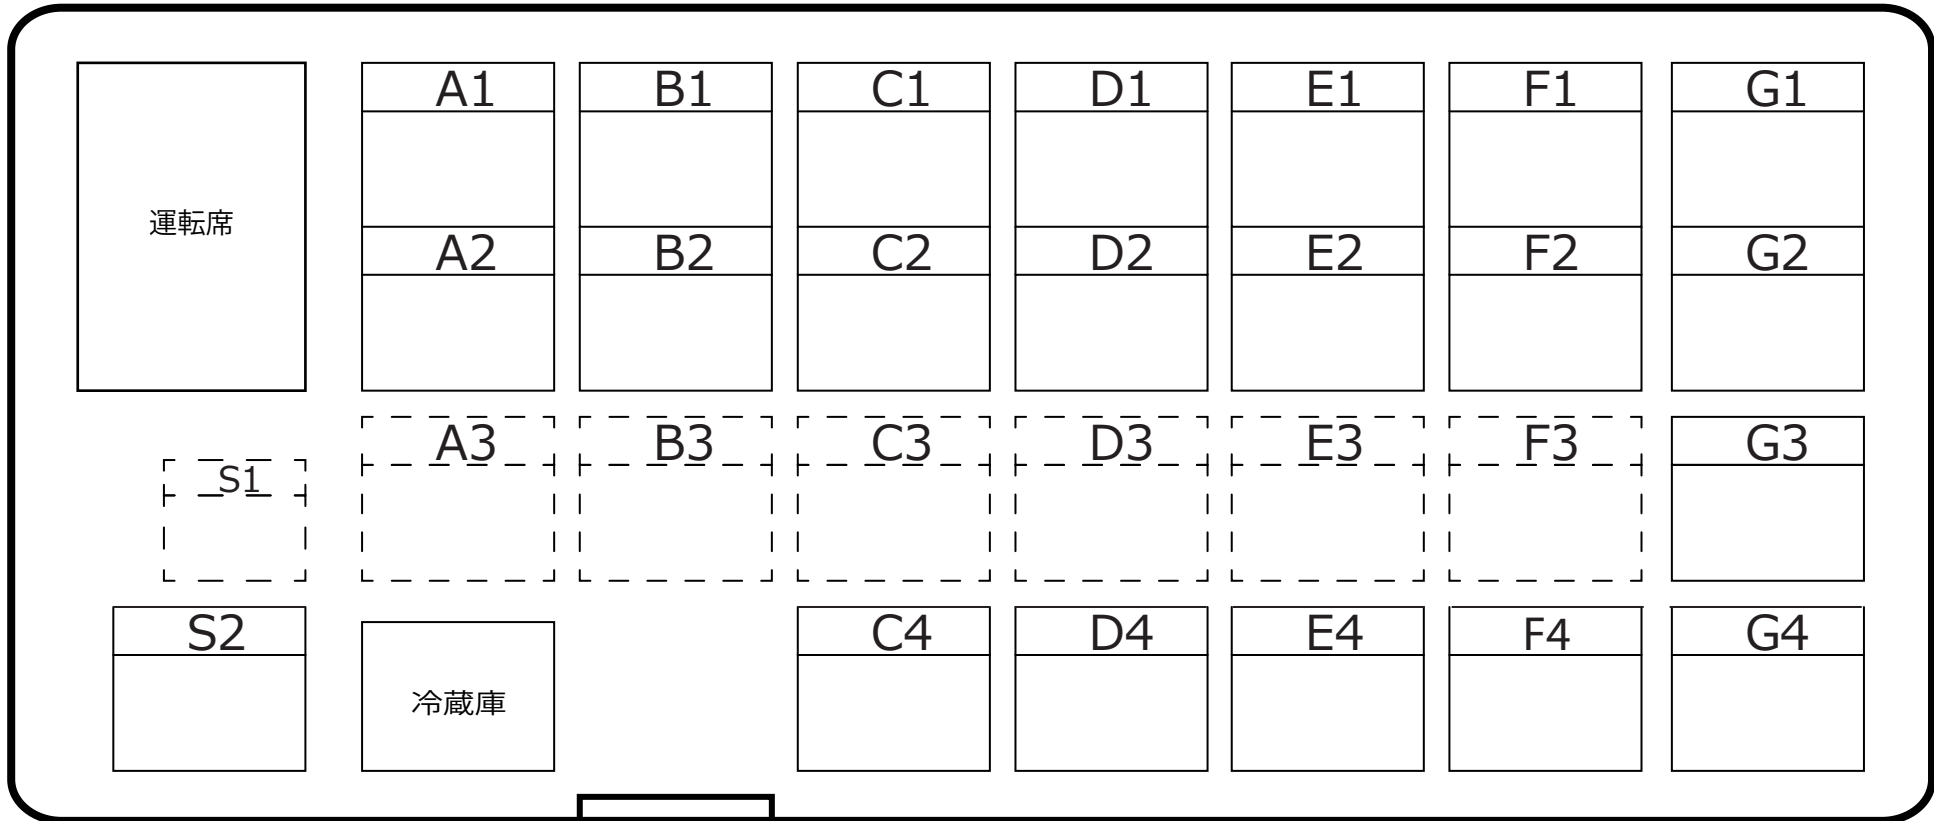 A1 B1 C1 D1 E1 F1 G1
運転席
A2 B2 C2 D2 E2 F2 G2
A3 B3 C3 D3 E3 F3 G3
S1
S2 C4 D4 E4 F4 G4
冷蔵庫